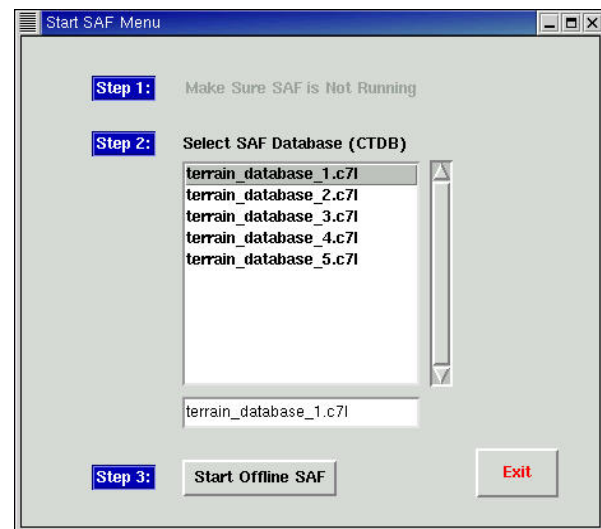 Start SAF Menu
Step 1: Make Sure SAF is Not Running
Step 2: Select SAF Database (CTDB)
terrain_database_1.c7l
terrain_database_2.c7l
terrain_database_3.c7l
terrain_database_4.c7l
terrain_database_5.c7l
terrain_database_1.c7l
Step 3: Start Offline SAF
Exit